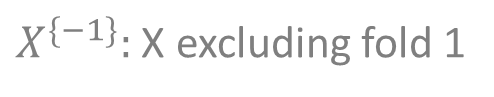 X^{−1}: X excluding fold 1